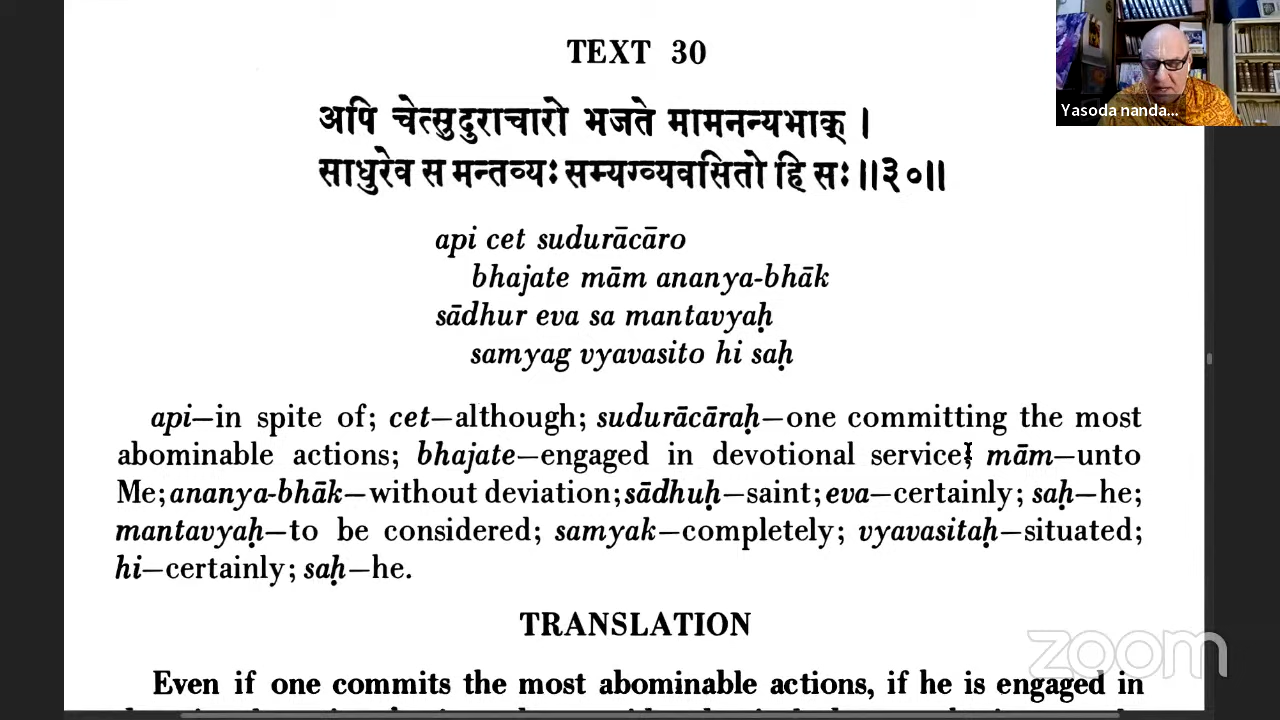 TEXT 30
अपि चेत्सुदुराचारो भजते मामनन्यभाक् ।
साधुरेव स मन्तव्यः सम्यग्व्यवसितो हि सः ॥३०॥
api cet sudurācāro
bhajate mām ananya-bhāk
sādhur eva sa mantavyaḥ
samyag vyavasito hi saḥ
api—in spite of; cet—although; sudurācāraḥ—one committing the most
abominable actions; bhajate—engaged in devotional service; mām—unto
Me; ananya-bhāk—without deviation; sādhuḥ—saint; eva—certainly; saḥ—he;
mantavyaḥ—to be considered; samyak—completely; vyavasitaḥ—situated;
hi—certainly; saḥ—he.
TRANSLATION
Even if one commits the most abominable actions, if he is engaged in
Yasoda nanda...
zoom